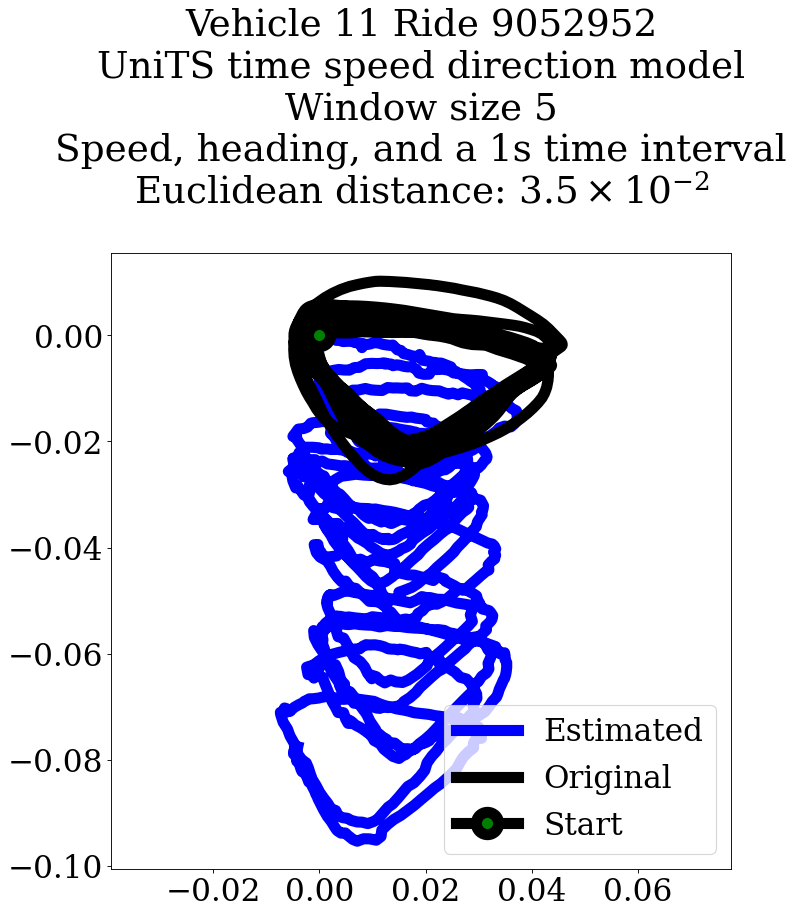 Vehicle 11 Ride 9052952
UniTS time speed direction model
Window size 5
Speed, heading, and a 1s time interval
Euclidean distance: 3.5 × 10⁻²
0.00
−0.02
−0.04
−0.06
−0.08
−0.10
Estimated
Original
Start
−0.02 0.00 0.02 0.04 0.06